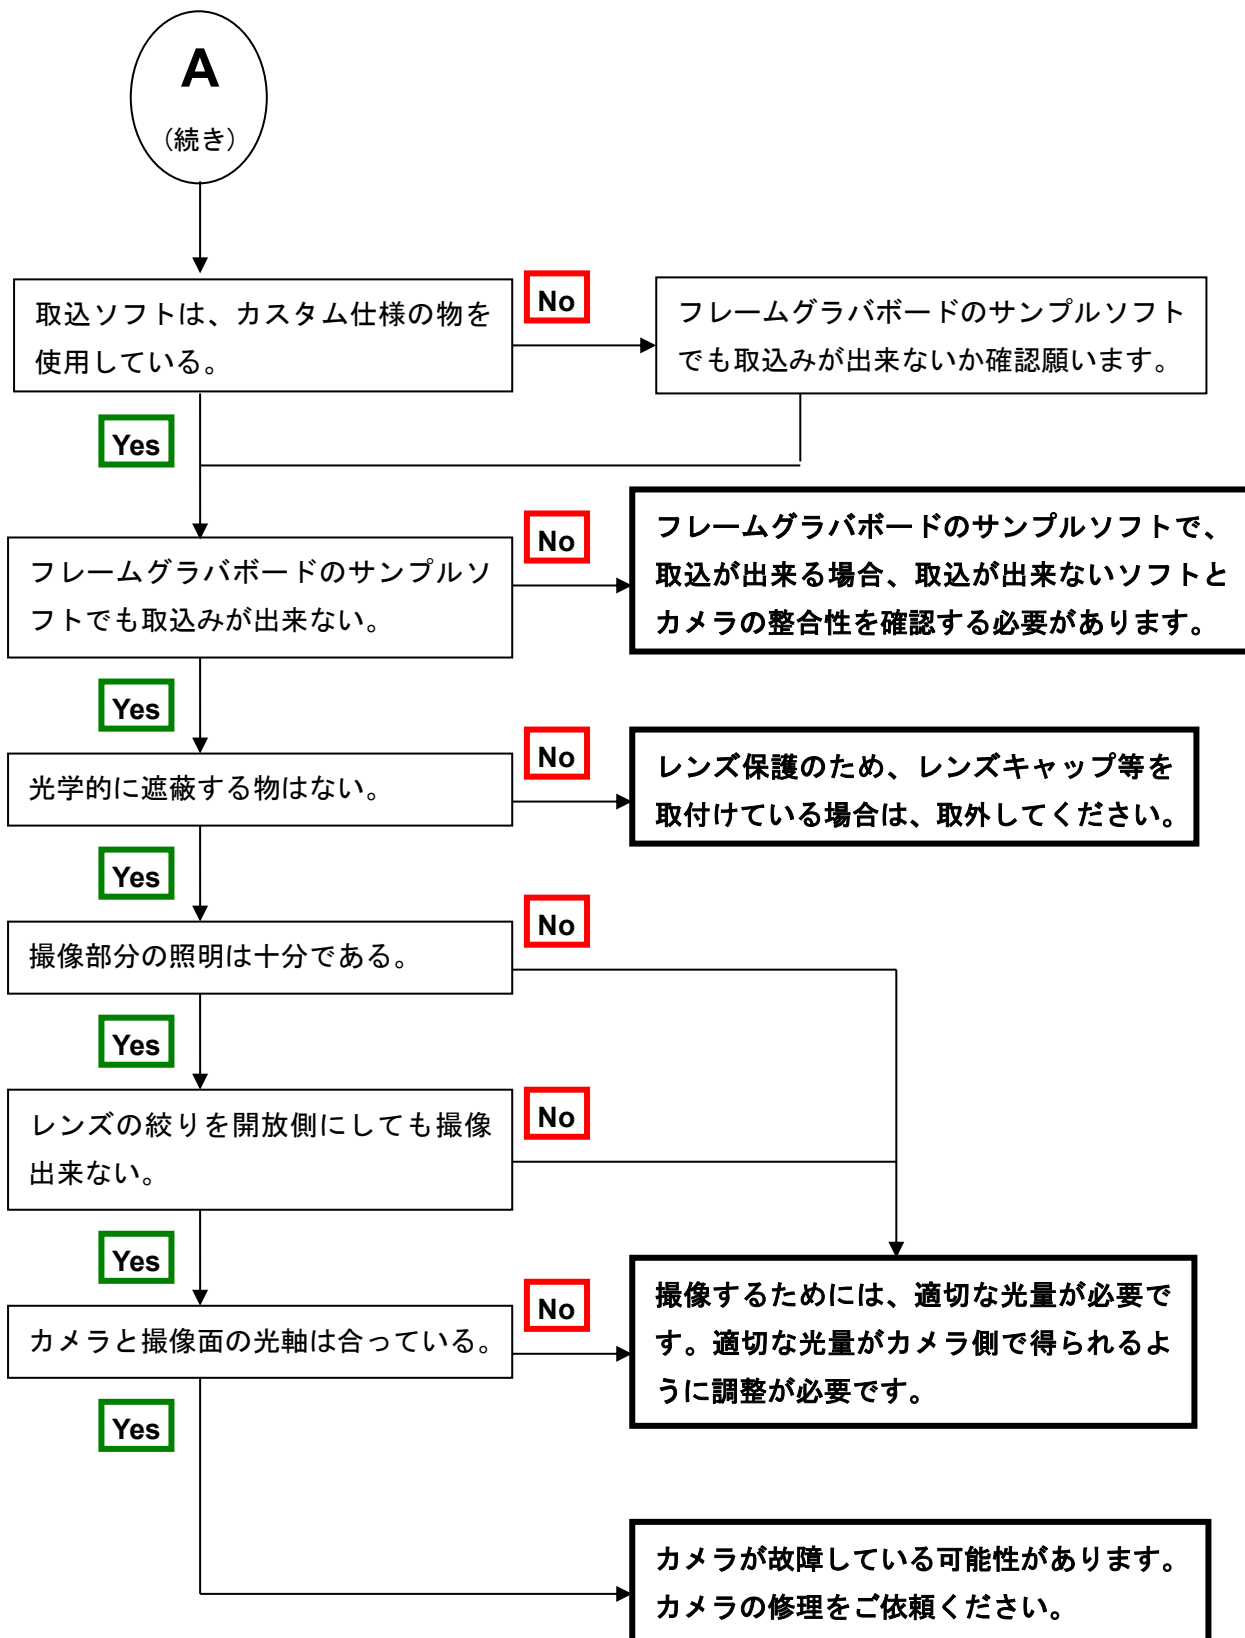 A
（続き）
取込ソフトは、カスタム仕様の物を
使用している。
No
フレームグラバボードのサンプルソフト
でも取込みが出来ないか確認願います。
Yes
フレームグラバボードのサンプルソ
フトでも取込みが出来ない。
No
フレームグラバボードのサンプルソフトで、
取込が出来る場合、取込が出来ないソフトと
カメラの整合性を確認する必要があります。
Yes
光学的に遮蔽する物はない。
No
レンズ保護のため、レンズキャップ等を
取付けている場合は、取外してください。
Yes
撮像部分の照明は十分である。
No
Yes
レンズの絞りを開放側にしても撮像
出来ない。
No
Yes
カメラと撮像面の光軸は合っている。
No
撮像するためには、適切な光量が必要で
す。適切な光量がカメラ側で得られるよ
うに調整が必要です。
Yes
カメラが故障している可能性があります。
カメラの修理をご依頼ください。